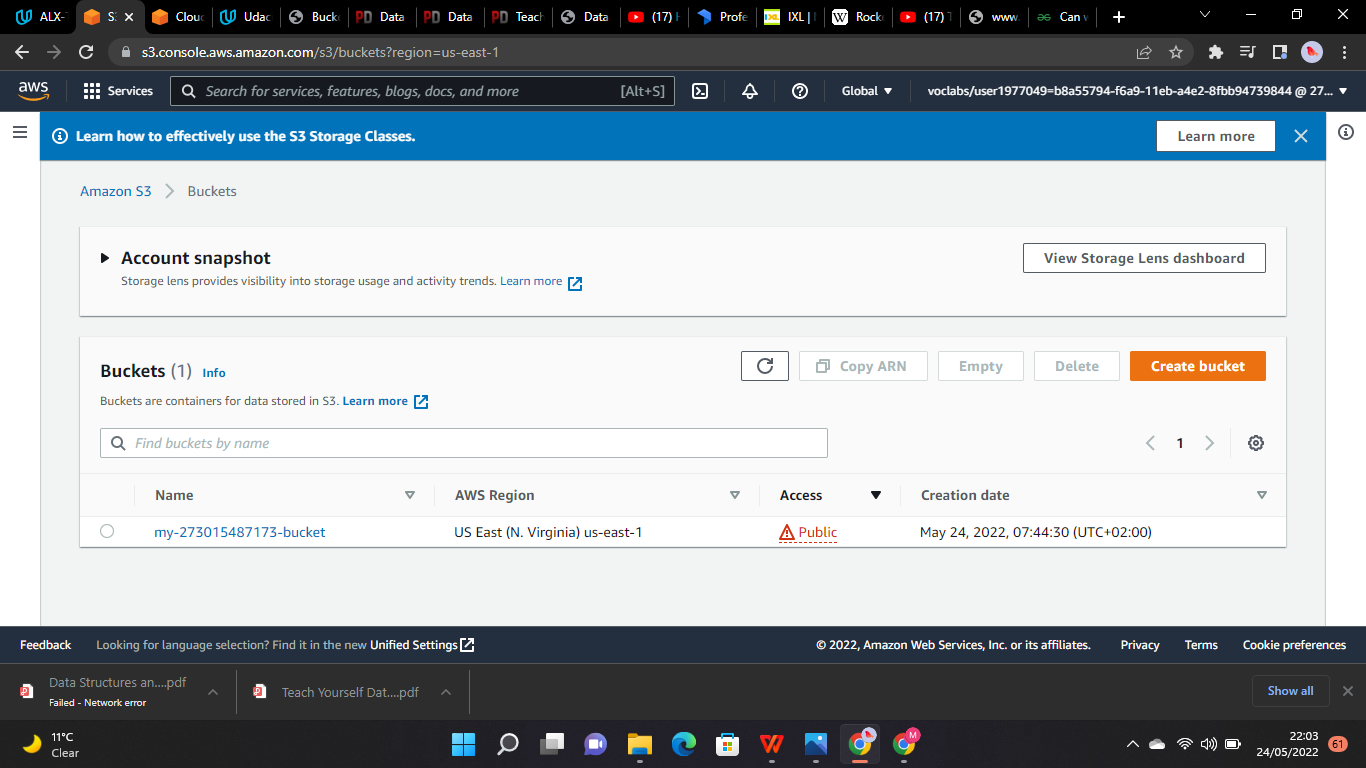 ALX-
S3
Clou
Udac
Buck
Data
Data
Teach
Data
(17)
Profe
IXL |
Rock
(17)
www.
Can v
s3.console.aws.amazon.com/s3/buckets?region=us-east-1
aws
Services
Search for services, features, blogs, docs, and more
[Alt+S]
Global
voclabs/user1977049=b8a55794-f6a9-11eb-a4e2-8fbb94739844 @ 27...
Learn how to effectively use the S3 Storage Classes.
Learn more
Amazon S3
Buckets
Account snapshot
View Storage Lens dashboard
Storage lens provides visibility into storage usage and activity trends. Learn more
Buckets (1) Info
Copy ARN
Empty
Delete
Create bucket
Buckets are containers for data stored in S3. Learn more
Find buckets by name
1
Name
AWS Region
Access
Creation date
my-273015487173-bucket
US East (N. Virginia) us-east-1
Public
May 24, 2022, 07:44:30 (UTC+02:00)
Feedback
Looking for language selection? Find it in the new Unified Settings
© 2022, Amazon Web Services, Inc. or its affiliates.
Privacy
Terms
Cookie preferences
Data Structures an....pdf
Failed - Network error
Teach Yourself Dat....pdf
Show all
11°C
Clear
M
22:03
24/05/2022
61